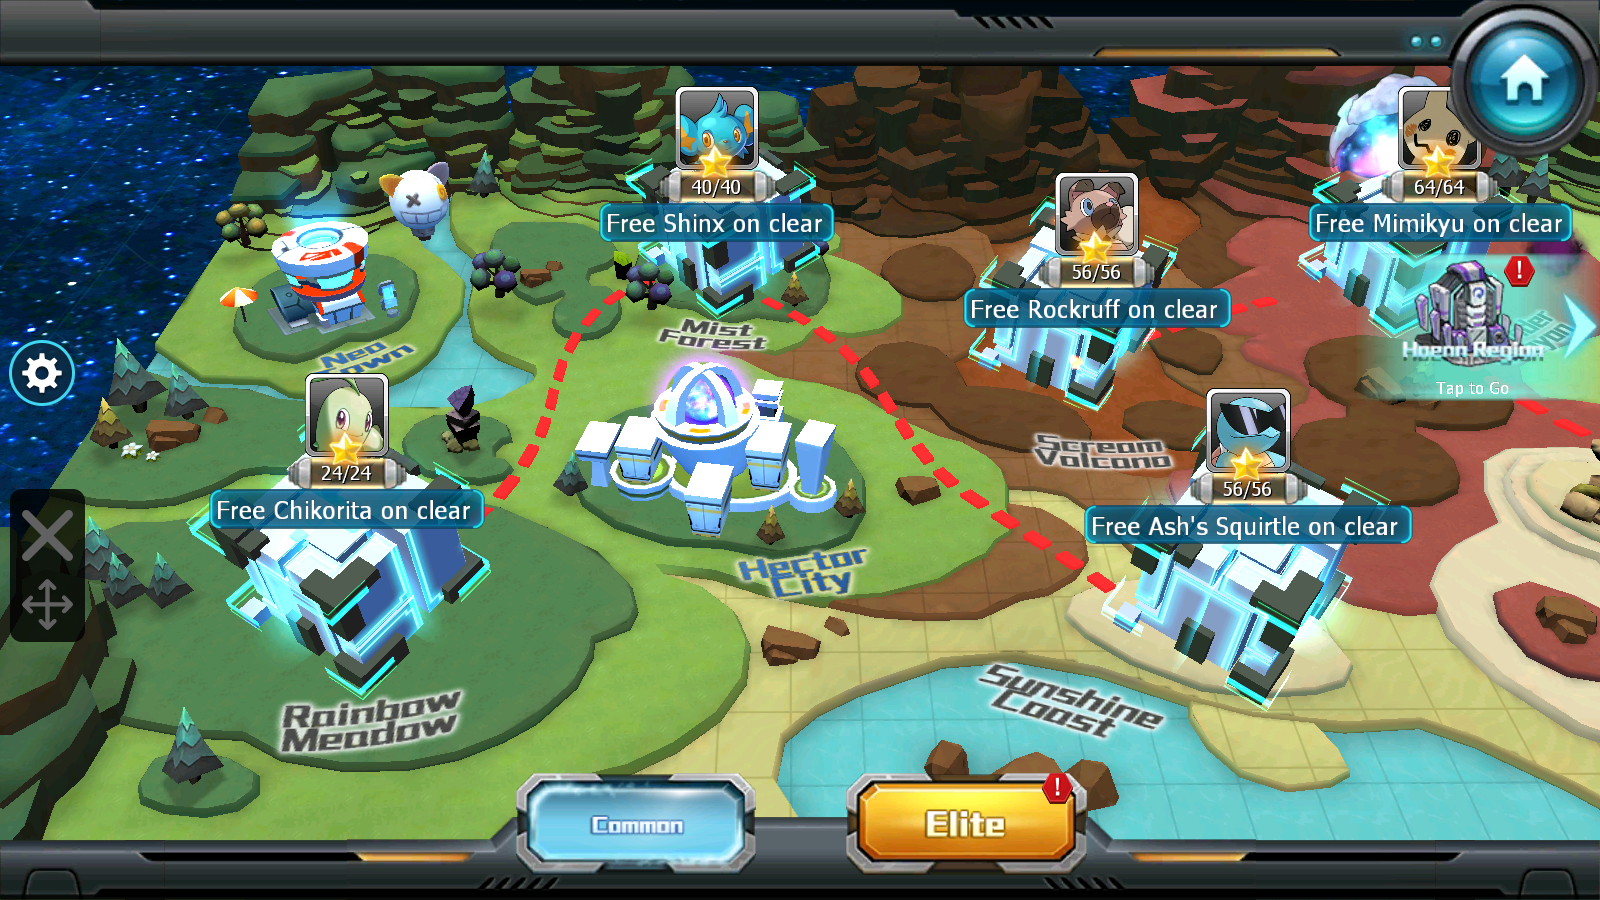 40/40
Free Shinx on clear
Mist
Forest
56/56
Free Rockruff on clear
64/64
Free Mimikyu on clear
!
Hoenn Region
Tap to Go
Neo
Town
24/24
Free Chikorita on clear
Scream
Volcano
56/56
Free Ash's Squirtle on clear
Hector
City
Rainbow
Meadow
Sunshine
Coast
Common
Elite
!